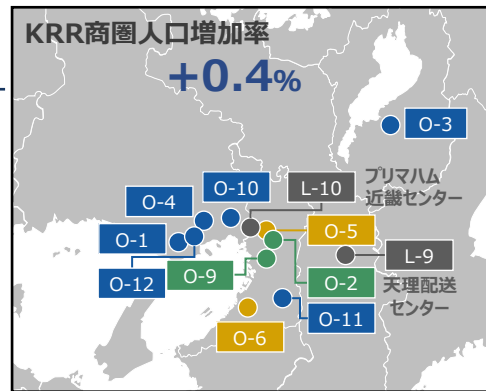 KRR商圏人口増加率
+0.4%
O-3
プリマハム
近畿センター
O-10
L-10
O-4
O-1
O-5
L-9
O-12
O-9
O-2
天理配送
センター
O-11
O-6